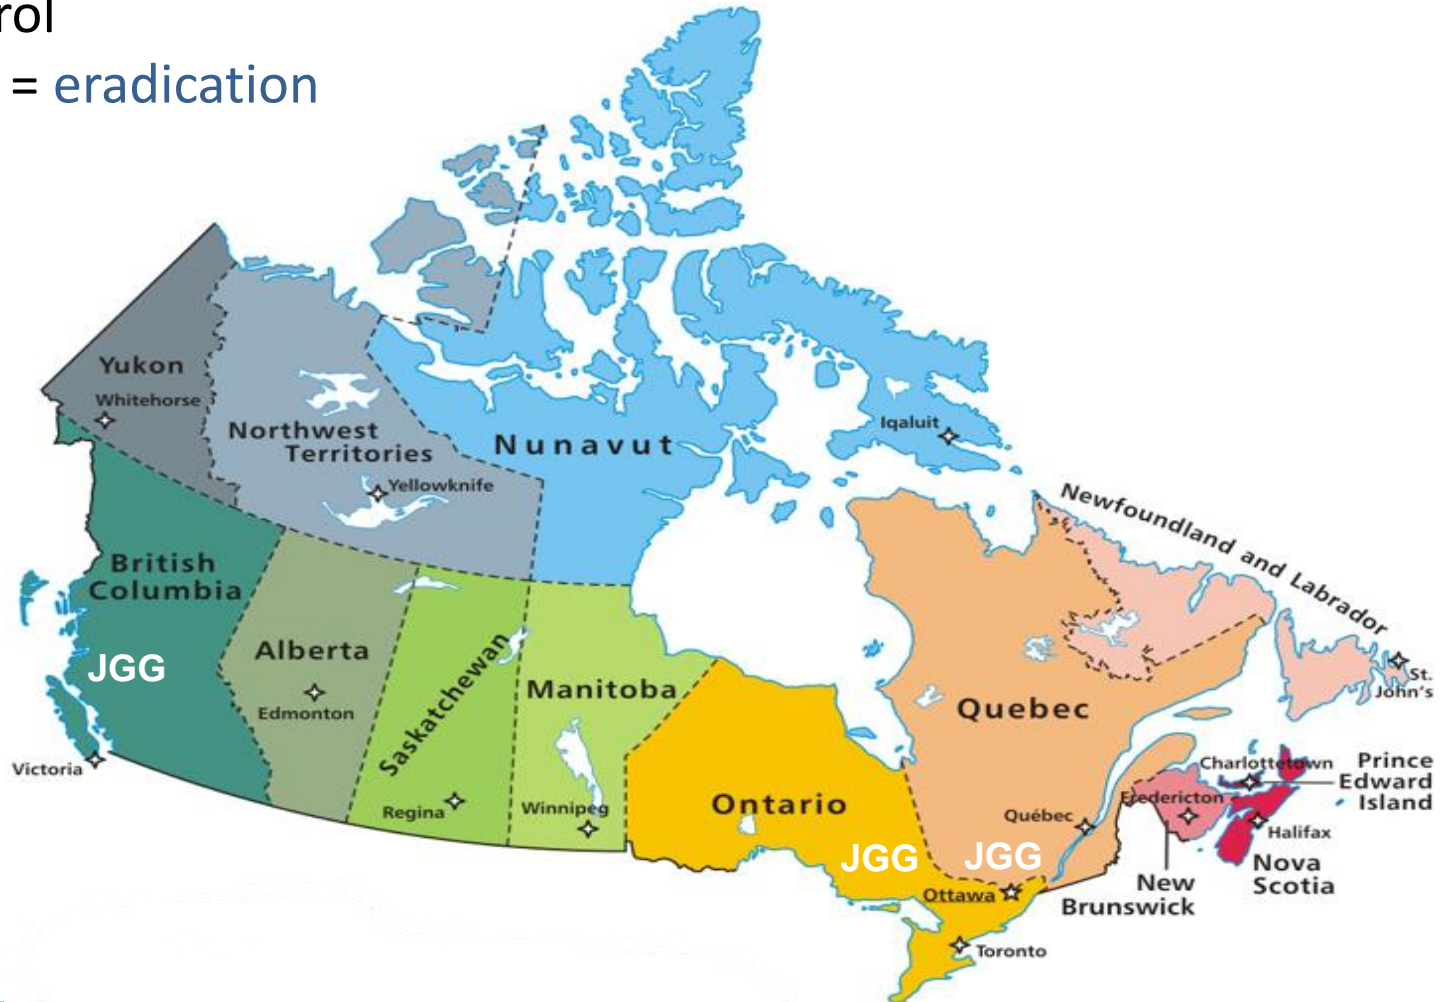 = eradication
Yukon
Whitehorse
Northwest
Territories
Yellowknife
Nunavut
Iqaluit
Newfoundland and Labrador
St.
John's
British
Columbia
JGG
Victoria
Alberta
Edmonton
Saskatchewan
Regina
Manitoba
Winnipeg
Ontario
JGG
Ottawa
Toronto
Quebec
JGG
Québec
Charlottetown
Prince
Edward
Island
Fredericton
Halifax
Nova
Scotia
New
Brunswick